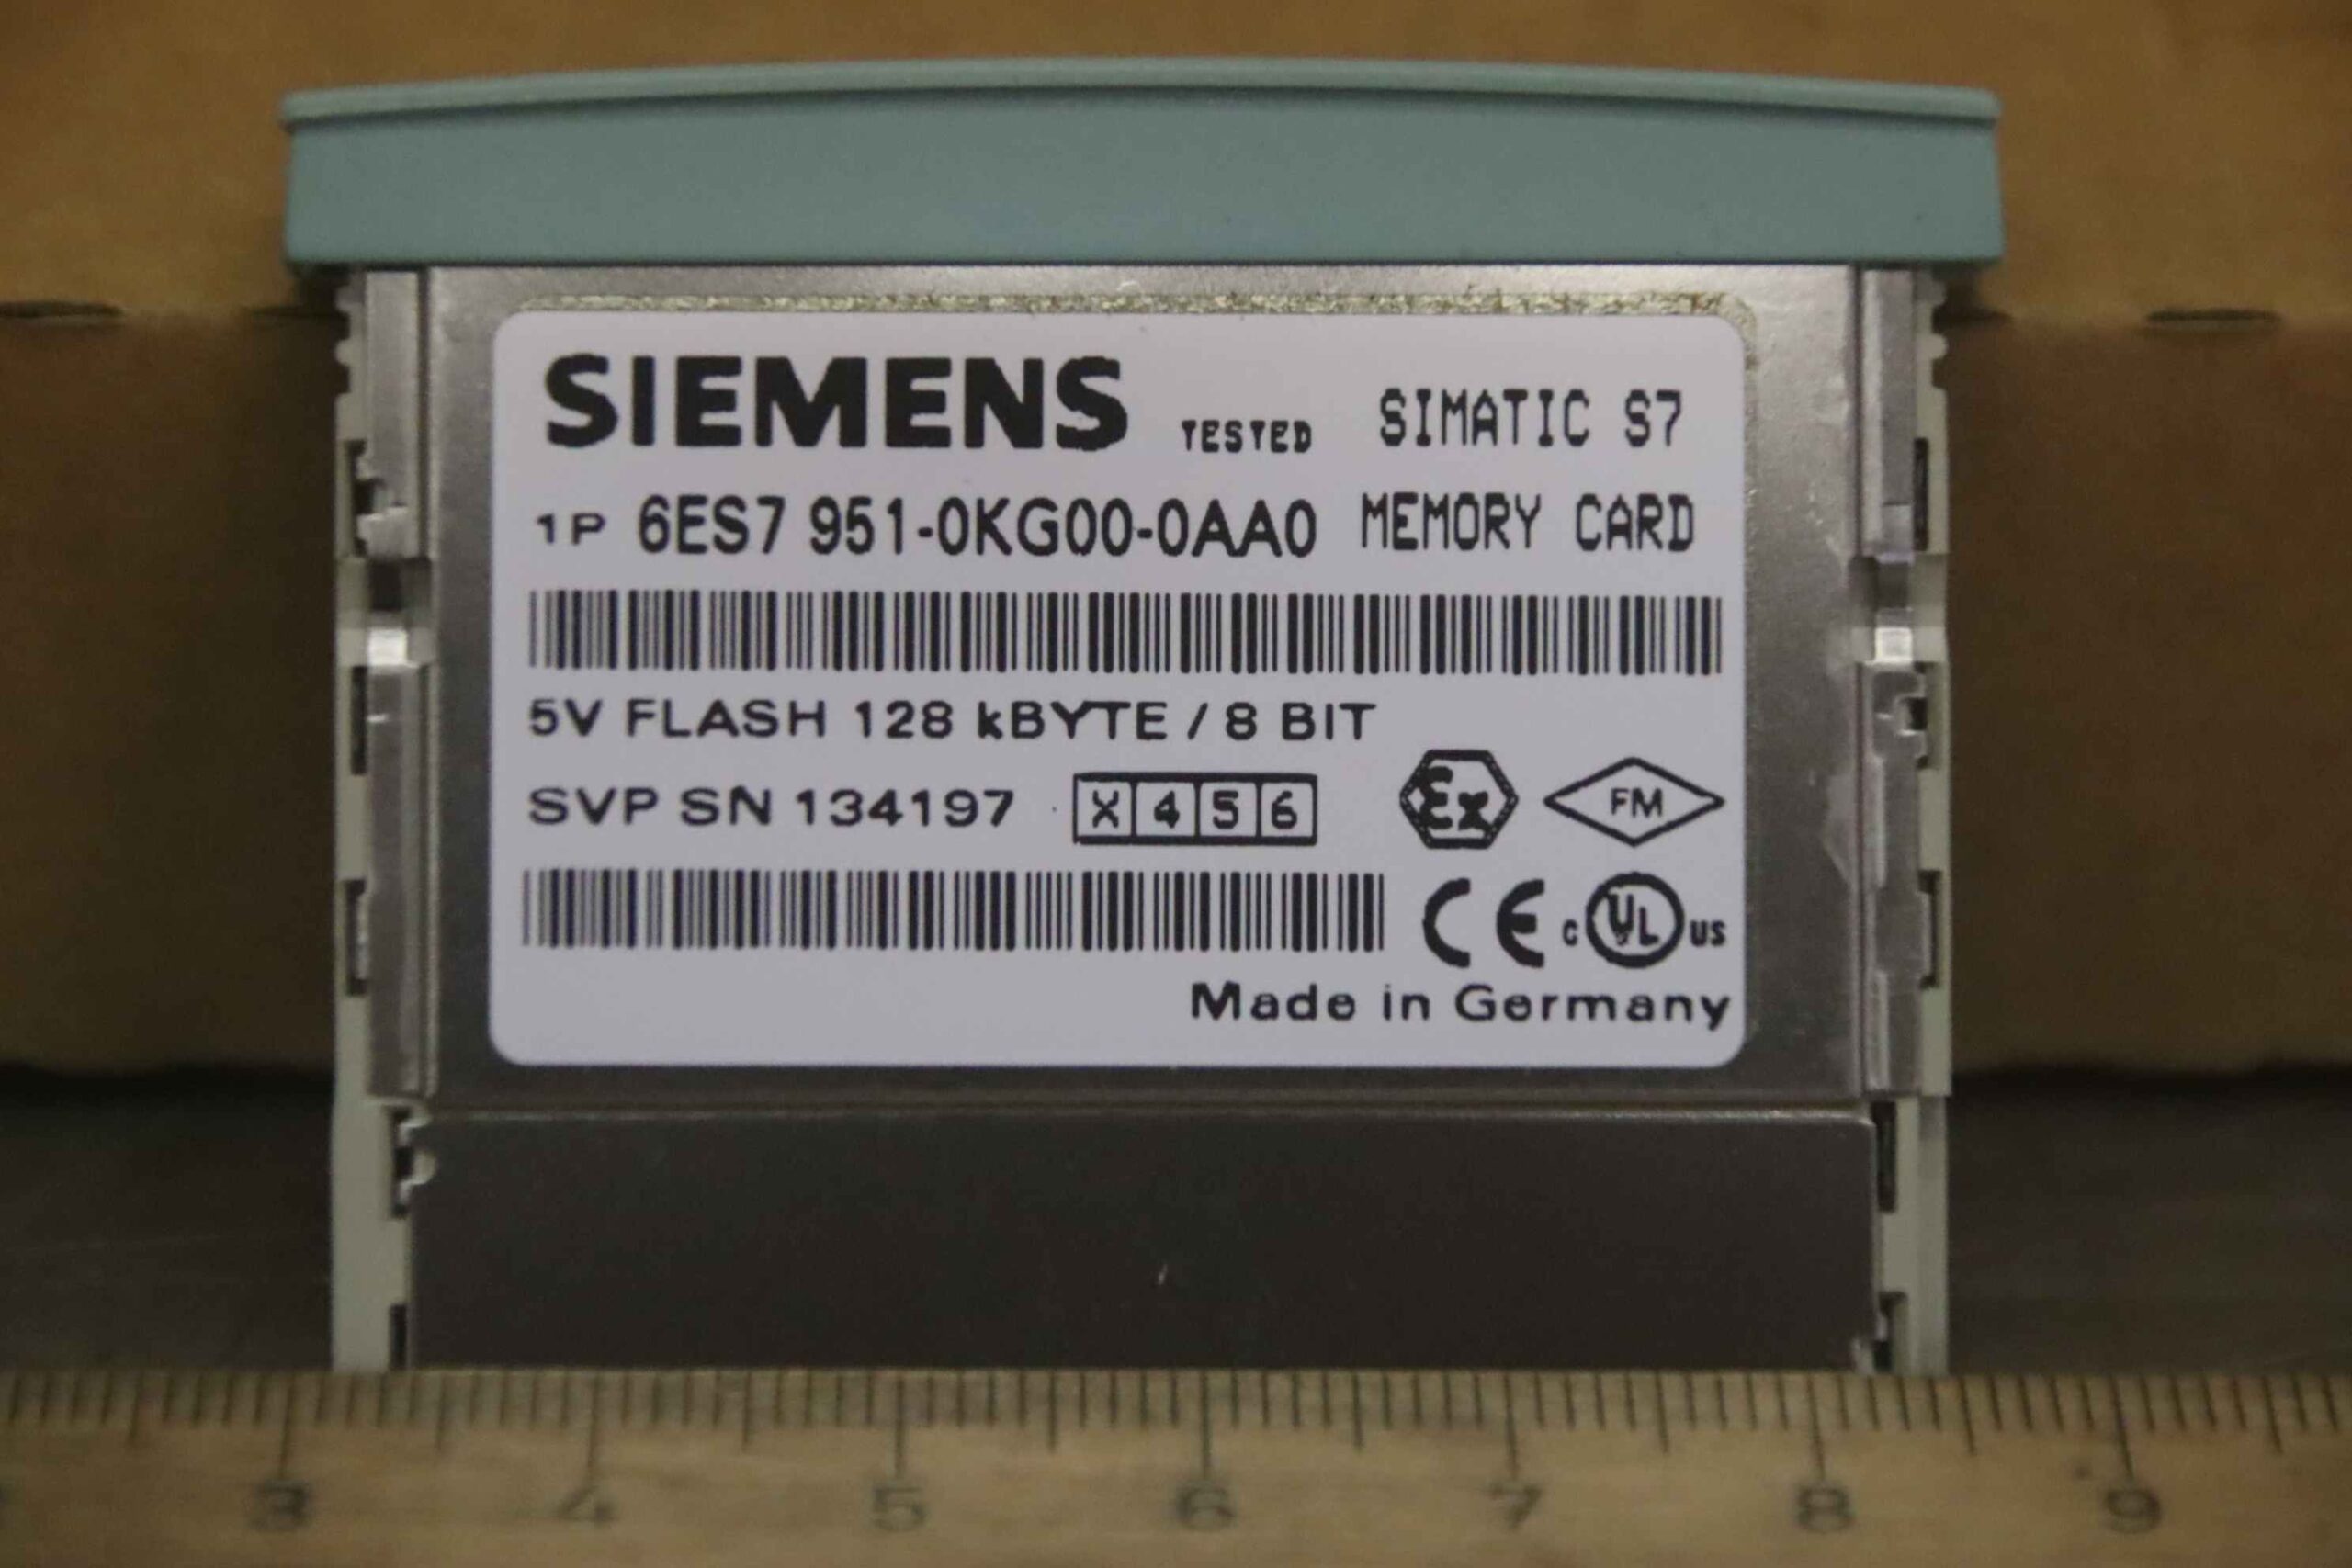 SIEMENS TESTED SIMATIC S7
1P 6ES7 951-0KG00-0AA0 MEMORY CARD
5V FLASH 128 kBYTE / 8 BIT
SVP SN 134197 X 4 5 6 Ex FM
CE c UL US
Made in Germany
3 4 5 6 7 8 9